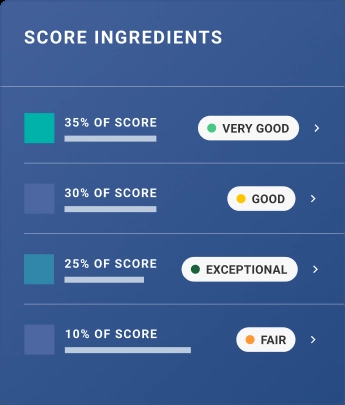 SCORE INGREDIENTS
35% OF SCORE
VERY GOOD
30% OF SCORE
GOOD
25% OF SCORE
EXCEPTIONAL
10% OF SCORE
FAIR